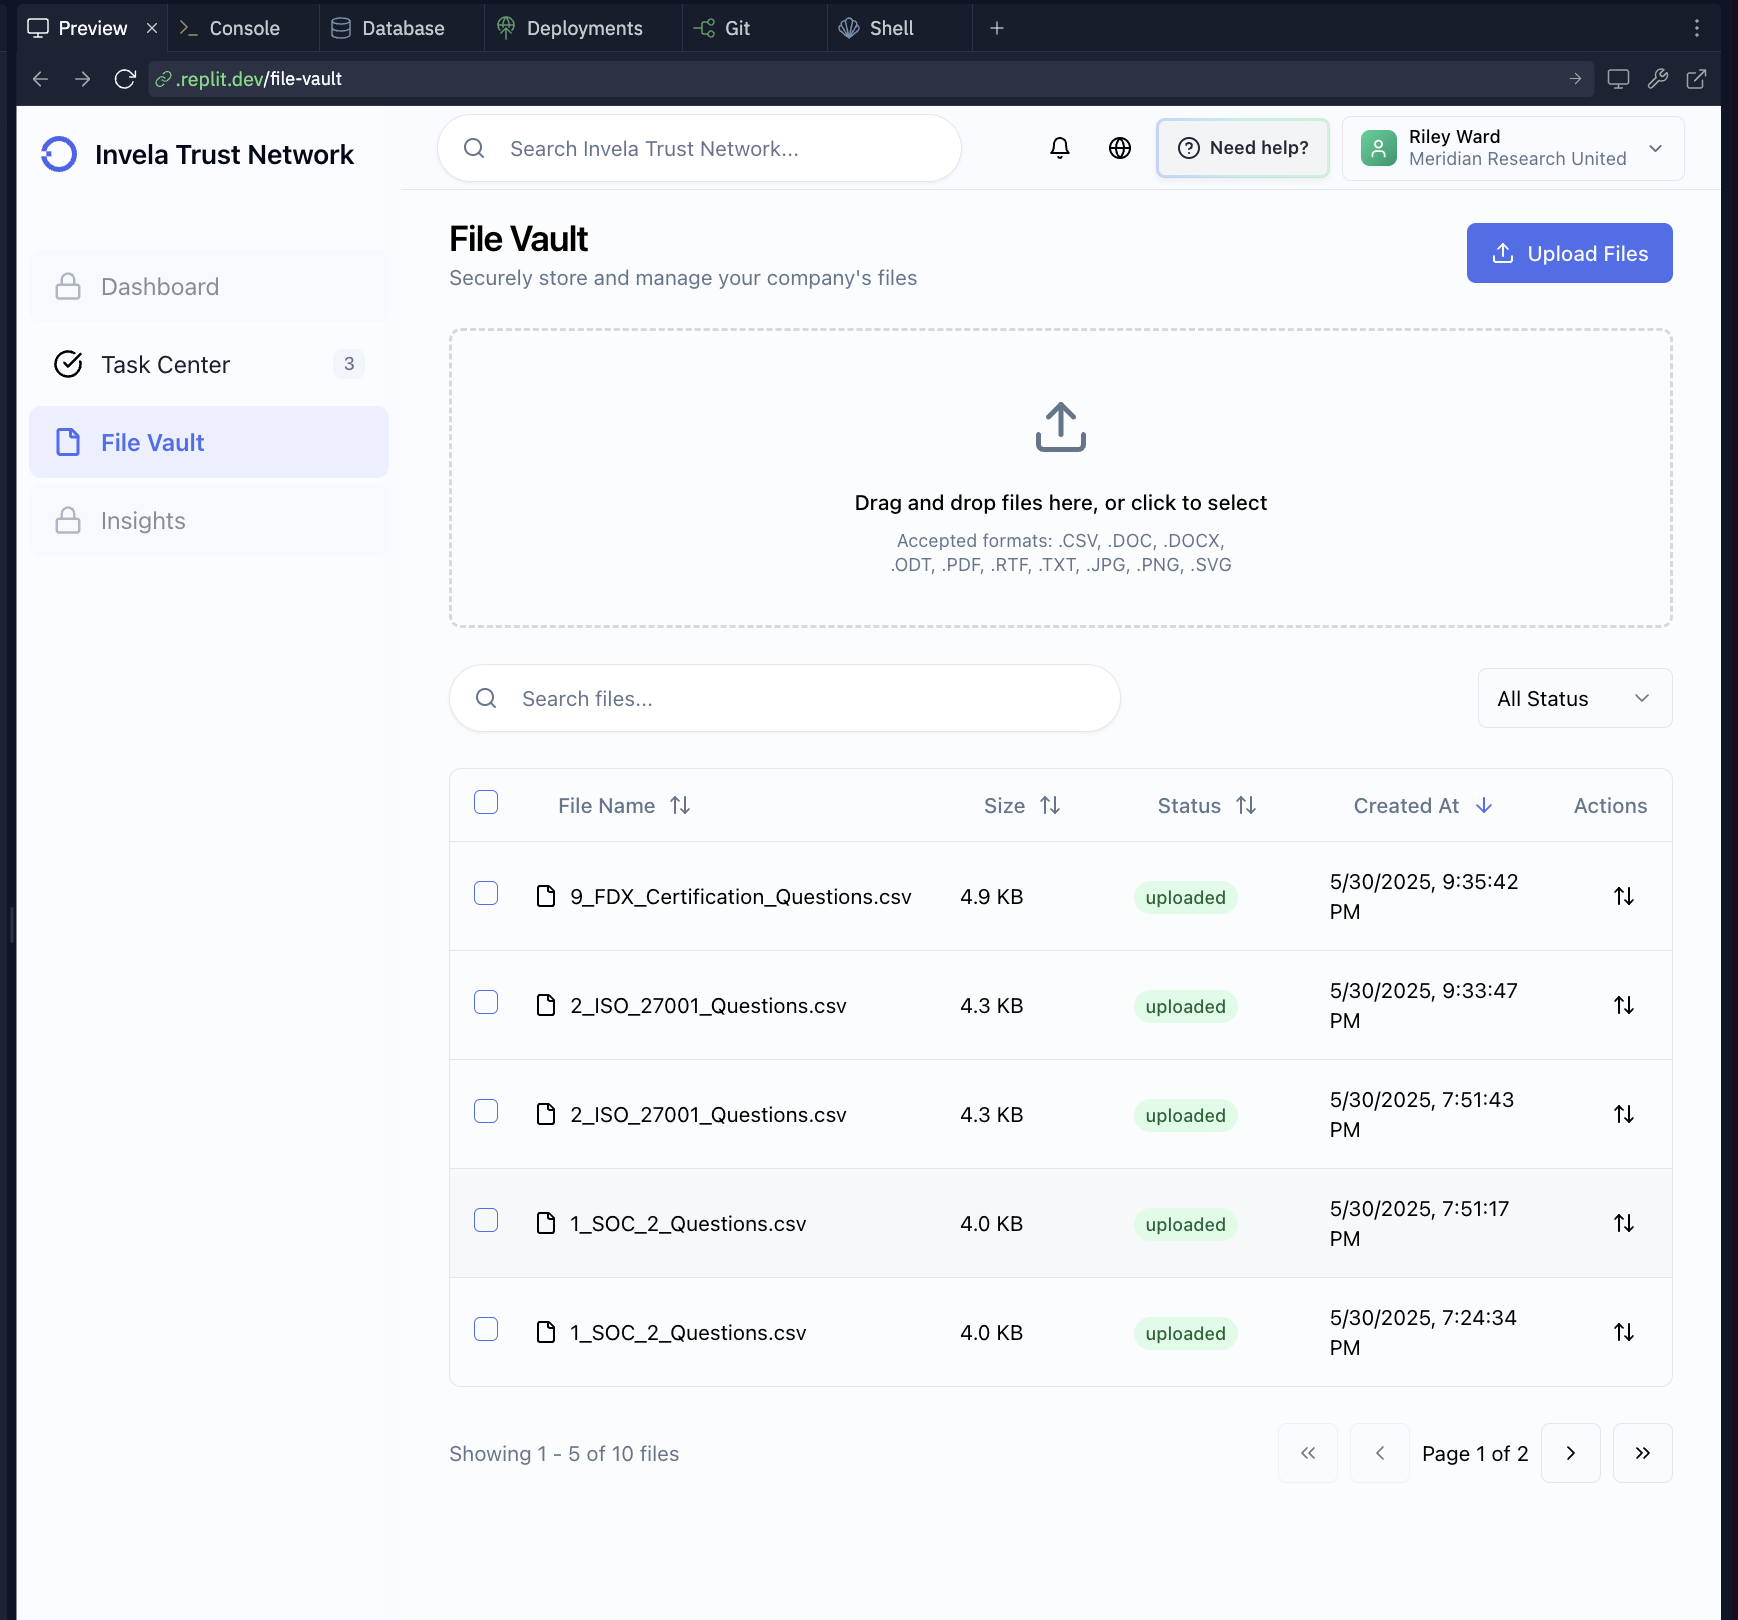 Preview
Console
Database
Deployments
Git
Shell
.replit.dev/file-vault
Invela Trust Network
Search Invela Trust Network...
Need help?
Riley Ward
Meridian Research United
Dashboard
Task Center
3
File Vault
Insights
File Vault
Securely store and manage your company's files
Upload Files
Drag and drop files here, or click to select
Accepted formats: .CSV, .DOC, .DOCX,
.ODT, .PDF, .RTF, .TXT, .JPG, .PNG, .SVG
Search files...
All Status
File Name Size Status Created At Actions
9_FDX_Certification_Questions.csv 4.9 KB uploaded 5/30/2025, 9:35:42
PM
2_ISO_27001_Questions.csv 4.3 KB uploaded 5/30/2025, 9:33:47
PM
2_ISO_27001_Questions.csv 4.3 KB uploaded 5/30/2025, 7:51:43
PM
1_SOC_2_Questions.csv 4.0 KB uploaded 5/30/2025, 7:51:17
PM
1_SOC_2_Questions.csv 4.0 KB uploaded 5/30/2025, 7:24:34
PM
Showing 1 - 5 of 10 files
Page 1 of 2